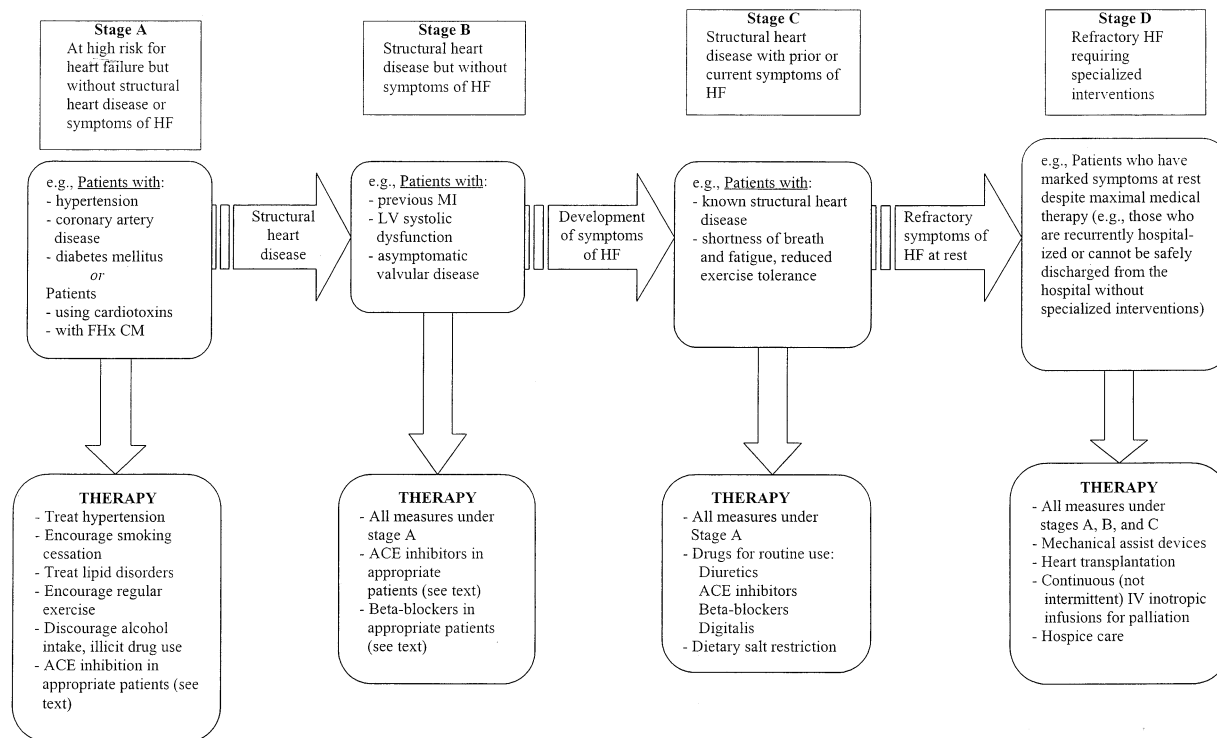 Stage A
At high risk for
heart failure but
without structural
heart disease or
symptoms of HF
Stage B
Structural heart
disease but without
symptoms of HF
Stage C
Structural heart
disease with prior or
current symptoms of
HF
Stage D
Refractory HF
requiring
specialized
interventions
e.g., Patients with:
- hypertension
- coronary artery
disease
- diabetes mellitus
or
Patients
- using cardiotoxins
- with FHx CM
Structural
heart
disease
e.g., Patients with:
- previous MI
- LV systolic
dysfunction
- asymptomatic
valvular disease
Development
of symptoms
of HF
e.g., Patients with:
- known structural heart
disease
- shortness of breath
and fatigue, reduced
exercise tolerance
Refractory
symptoms of
HF at rest
e.g., Patients who have
marked symptoms at rest
despite maximal medical
therapy (e.g., those who
are recurrently hospital-
ized or cannot be safely
discharged from the
hospital without
specialized interventions)
THERAPY
- Treat hypertension
- Encourage smoking
cessation
- Treat lipid disorders
- Encourage regular
exercise
- Discourage alcohol
intake, illicit drug use
- ACE inhibition in
appropriate patients (see
text)
THERAPY
- All measures under
stage A
- ACE inhibitors in
appropriate
patients (see text)
- Beta-blockers in
appropriate patients
(see text)
THERAPY
- All measures under
Stage A
- Drugs for routine use:
Diuretics
ACE inhibitors
Beta-blockers
Digitalis
- Dietary salt restriction
THERAPY
- All measures under
stages A, B, and C
- Mechanical assist devices
- Heart transplantation
- Continuous (not
intermittent) IV inotropic
infusions for palliation
- Hospice care